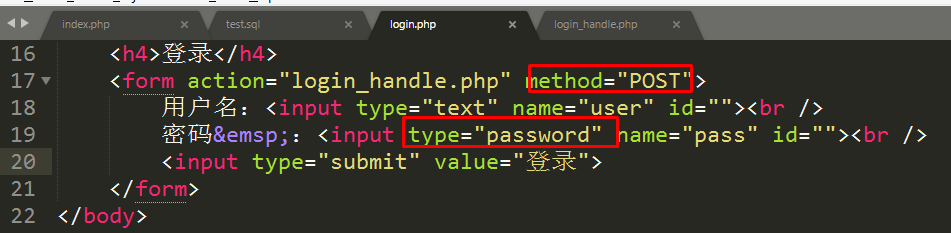 index.php test.sql login.php login_handle.php
16 <h4>登录</h4>
17 <form action="login_handle.php" method="POST">
18 用户名：<input type="text" name="user" id=""><br />
19 密码&emsp;：<input type="password" name="pass" id=""><br />
20 <input type="submit" value="登录">
21 </form>
22 </body>